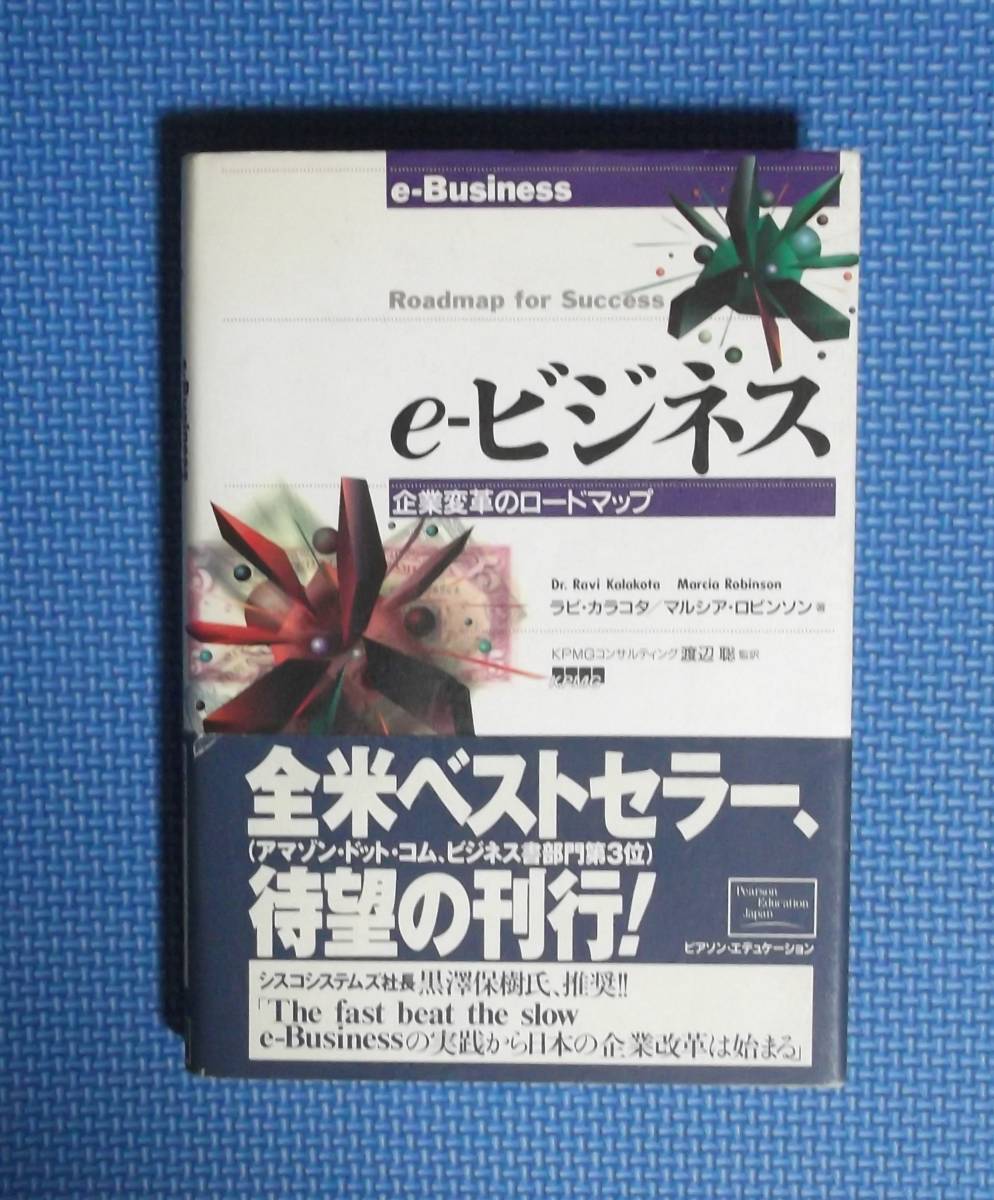 e-Business
Roadmap for Success
e-ビジネス
企業変革のロードマップ
Dr. Ravi Kalakota Marcia Robinson
ラビ・カラコタ/マルシア・ロビンソン 著
KPMGコンサルティング 渡辺 聡 監訳
KPMG
全米ベストセラー、
(アマゾン・ドット・コム、ビジネス書部門第3位)
待望の刊行!
Pearson
Education
Japan
ピアソン・エデュケーション
シスコシステムズ社長 黒澤保樹氏、推奨!!
「The fast beat the slow
e-Businessの実践から日本の企業改革は始まる」